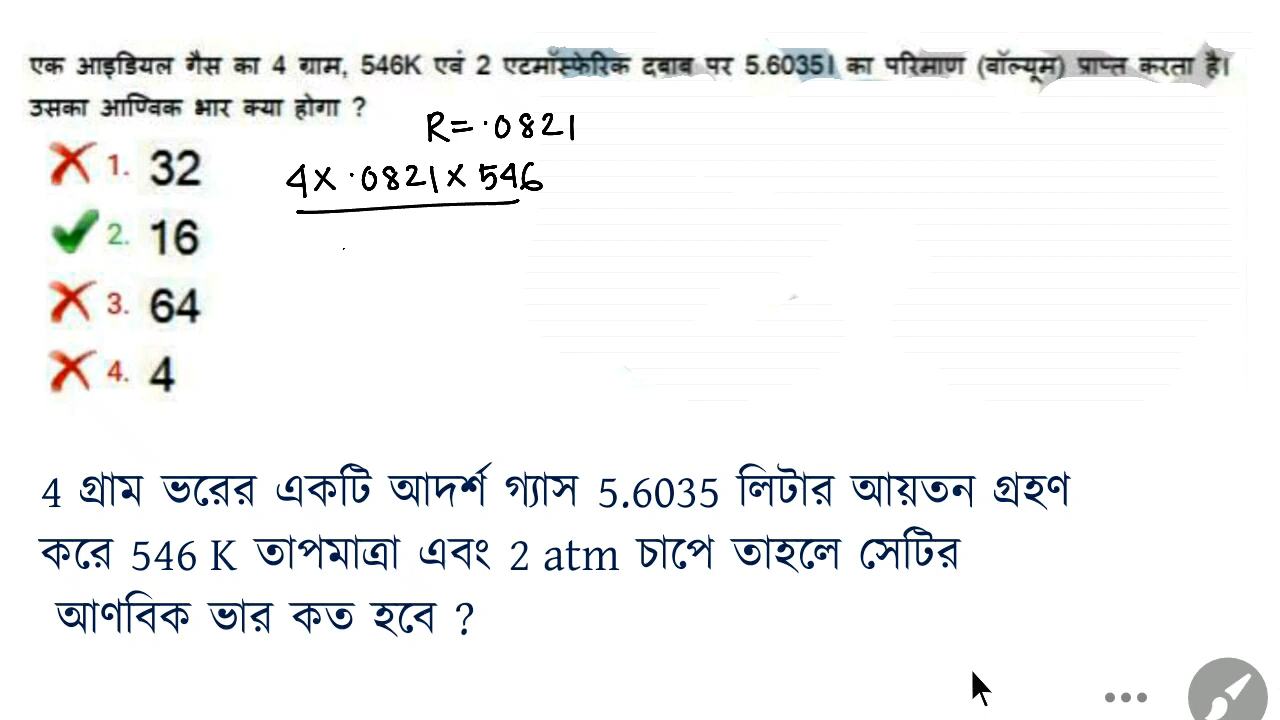 एक आइडियल गैस का 4 ग्राम, 546K एवं 2 एटमॉस्फेरिक दबाब पर 5.6035l का परिमाण (वॉल्यूम) प्राप्त करता है।
उसका आण्विक भार क्या होगा ?
R = .0821
1. 32
4 x .0821 x 546
2. 16
3. 64
4. 4
4 গ্রাম ভরের একটি আদর্শ গ্যাস 5.6035 লিটার আয়তন গ্রহণ
করে 546 K তাপমাত্রা এবং 2 atm চাপে তাহলে সেটির
আণবিক ভার কত হবে ?